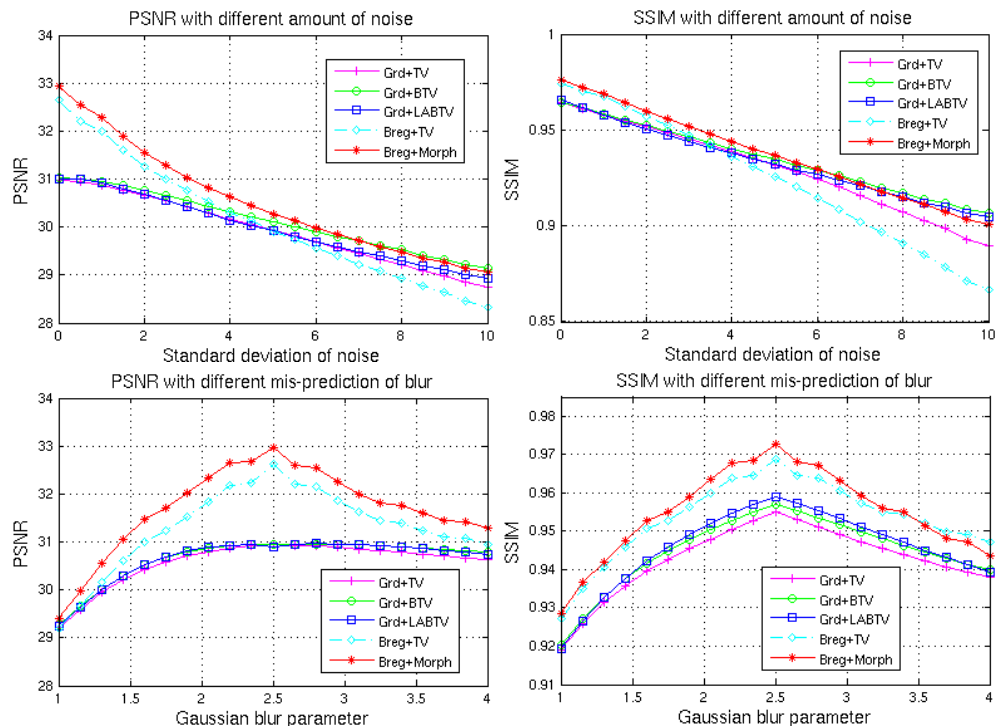 PSNR with different amount of noise
34
33
32
31
30
29
28
PSNR
Grd+TV
Grd+BTV
Grd+LABTV
Breg+TV
Breg+Morph
0 2 4 6 8 10
Standard deviation of noise
SSIM with different amount of noise
1
0.95
0.9
0.85
SSIM
Grd+TV
Grd+BTV
Grd+LABTV
Breg+TV
Breg+Morph
0 2 4 6 8 10
Standard deviation of noise
PSNR with different mis-prediction of blur
34
33
32
31
30
29
28
PSNR
Grd+TV
Grd+BTV
Grd+LABTV
Breg+TV
Breg+Morph
1 1.5 2 2.5 3 3.5 4
Gaussian blur parameter
SSIM with different mis-prediction of blur
0.98
0.97
0.96
0.95
0.94
0.93
0.92
0.91
SSIM
Grd+TV
Grd+BTV
Grd+LABTV
Breg+TV
Breg+Morph
1 1.5 2 2.5 3 3.5 4
Gaussian blur parameter